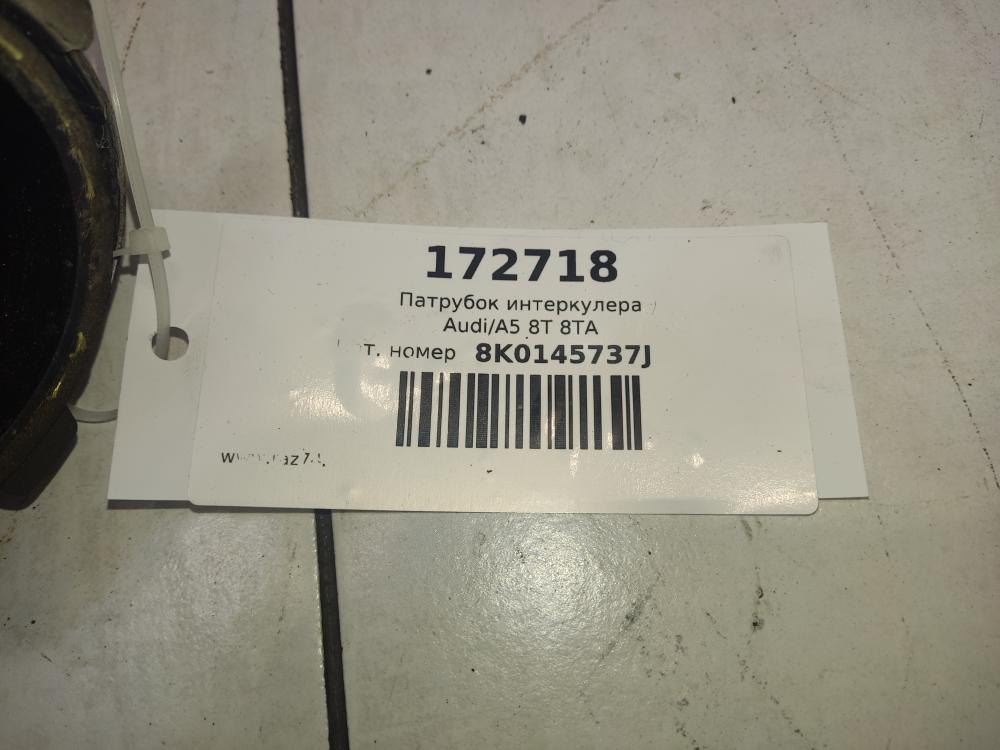 172718
Патрубок интеркулера
Audi/A5 8T 8TA
номер 8K0145737J